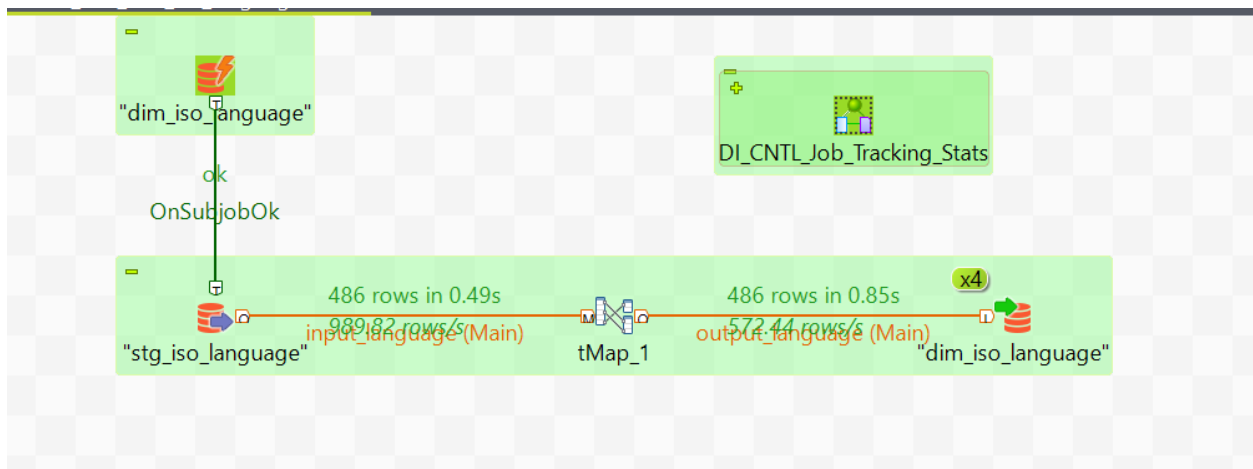 "dim_iso_language"
DI_CNTL_Job_Tracking_Stats
ok
OnSubjobOk
x4
486 rows in 0.49s
486 rows in 0.85s
989.82 rows/s
572.44 rows/s
input_language (Main)
output_language (Main)
"stg_iso_language"
tMap_1
"dim_iso_language"